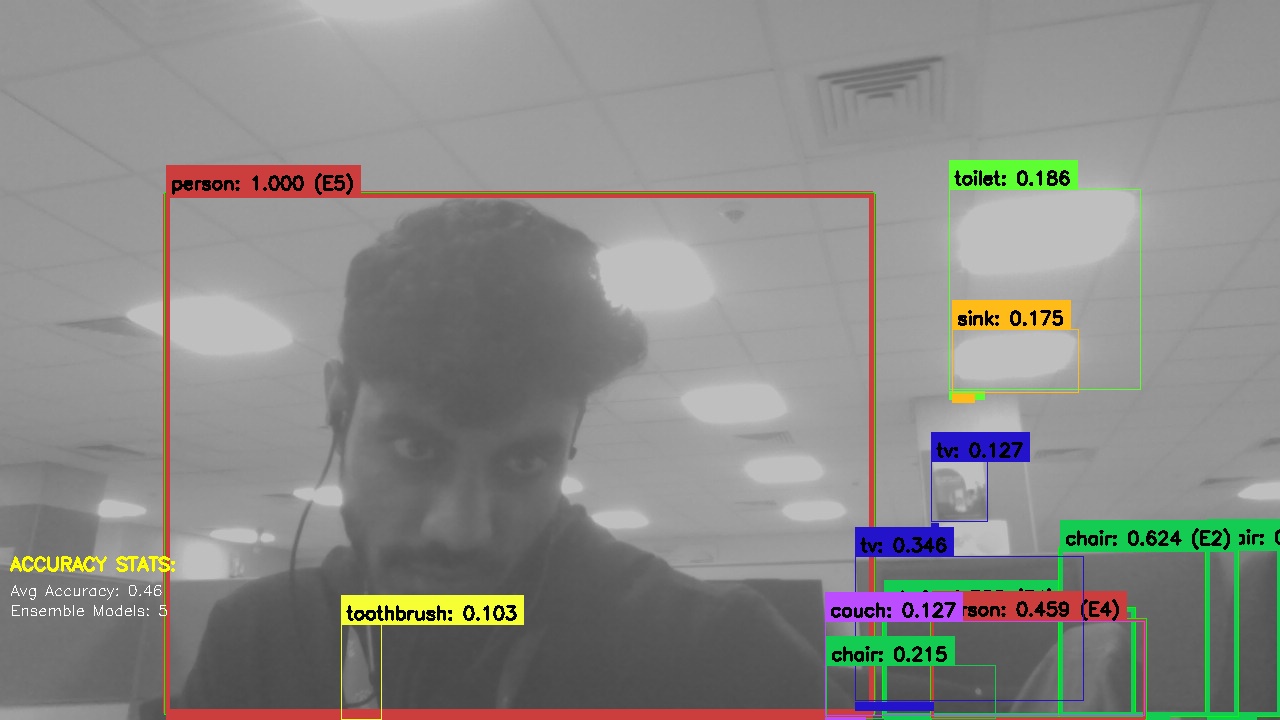 person: 1.000 (E5)
toilet: 0.186
sink: 0.175
tv: 0.127
tv: 0.346
chair: 0.624 (E2)
ACCURACY STATS:
Avg Accuracy: 0.46
Ensemble Models: 5
toothbrush: 0.103
couch: 0.127
rson: 0.459 (E4)
chair: 0.215